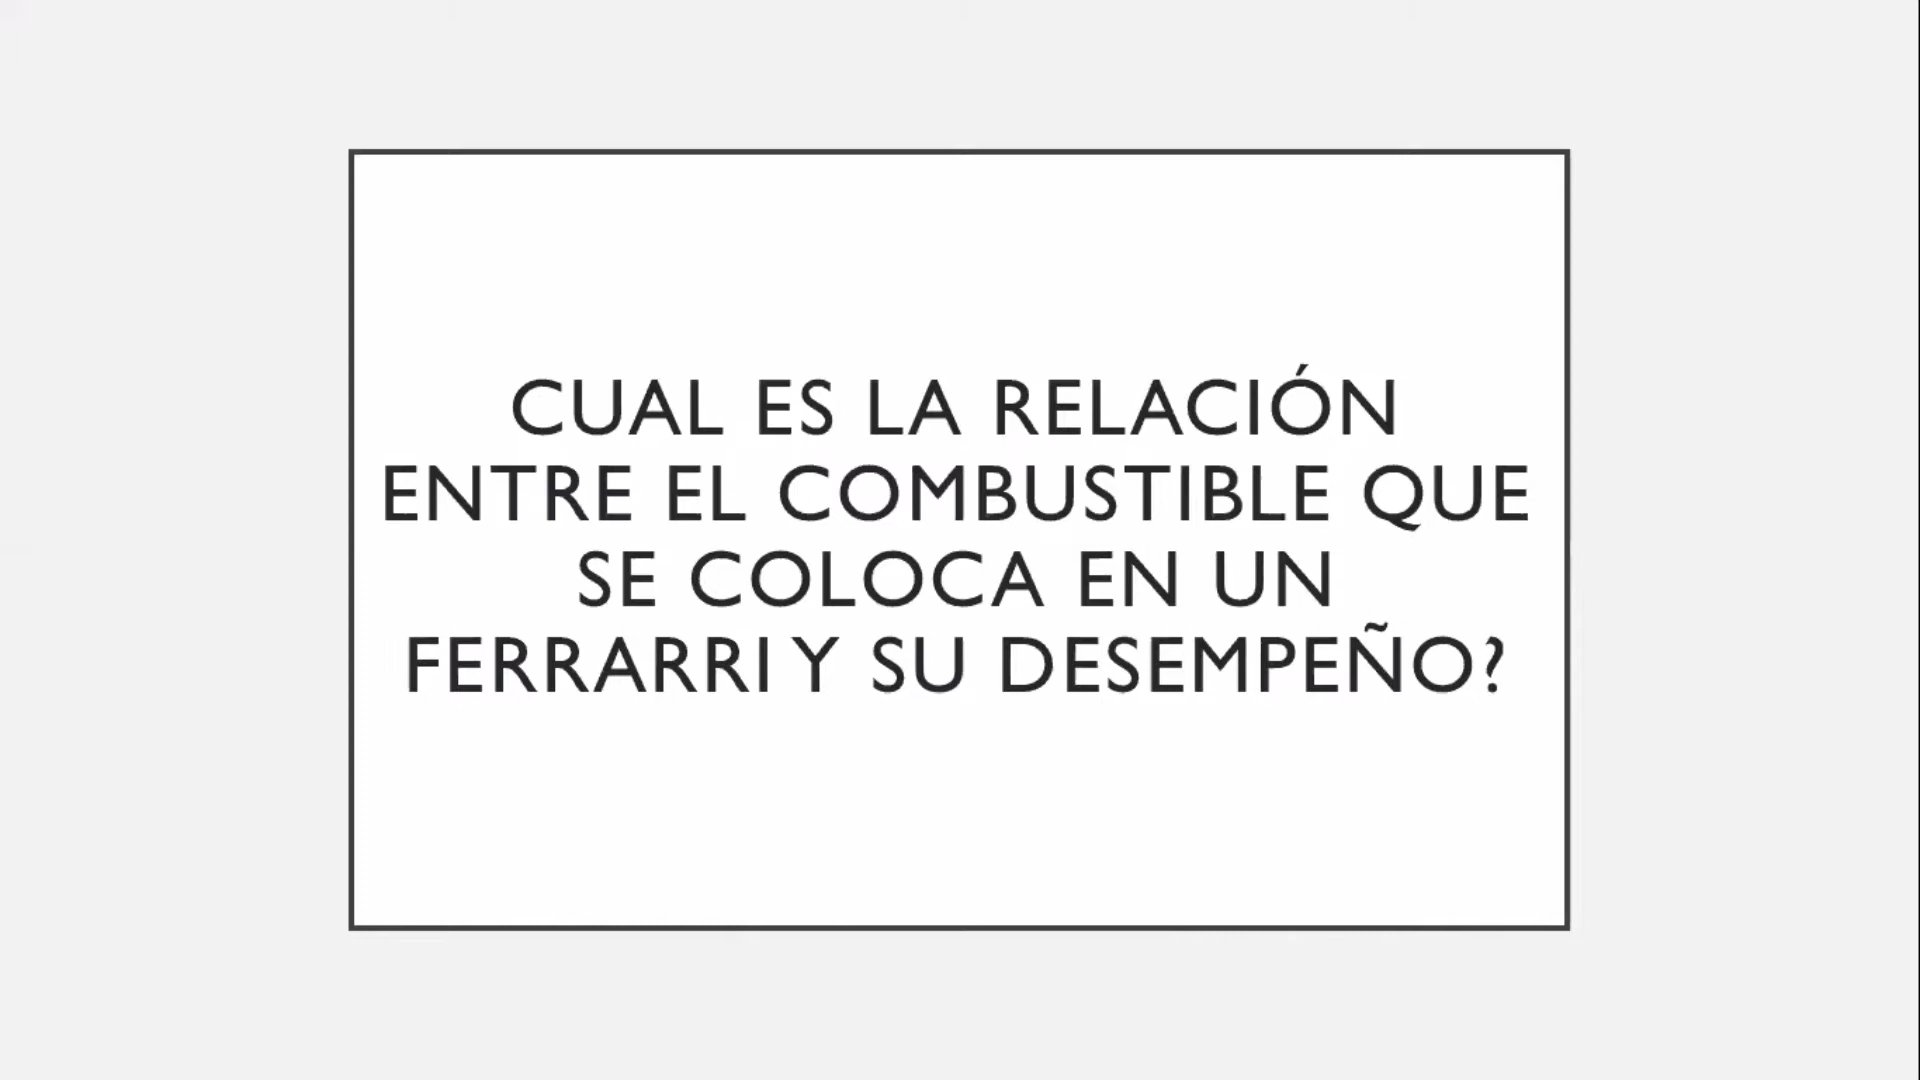 CUAL ES LA RELACIÓN
ENTRE EL COMBUSTIBLE QUE
SE COLOCA EN UN
FERRARRI Y SU DESEMPEÑO?